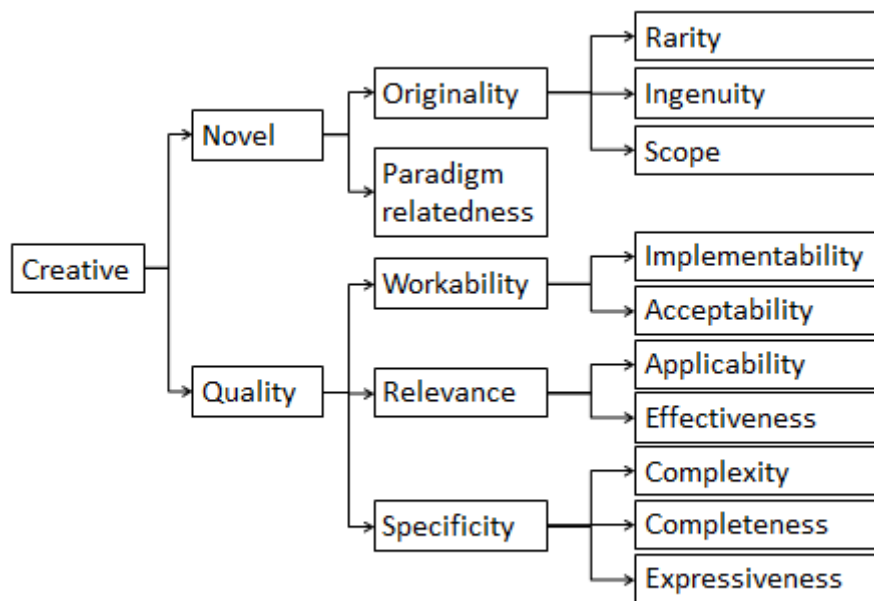 Creative
Novel
Quality
Originality
Paradigm
relatedness
Workability
Relevance
Specificity
Rarity
Ingenuity
Scope
Implementability
Acceptability
Applicability
Effectiveness
Complexity
Completeness
Expressiveness